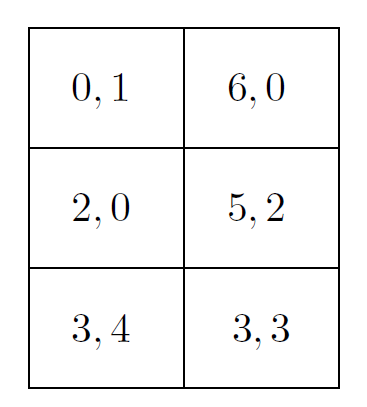 0, 1 6, 0
2, 0 5, 2
3, 4 3, 3